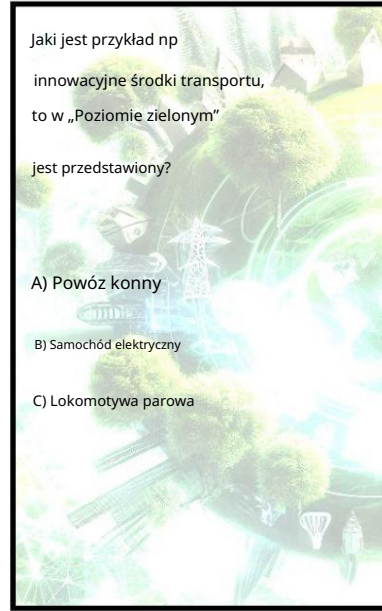 Jaki jest przykład np
innowacyjne środki transportu,
to w „Poziomie zielonym”
jest przedstawiony?
A) Powóz konny
B) Samochód elektryczny
C) Lokomotywa parowa